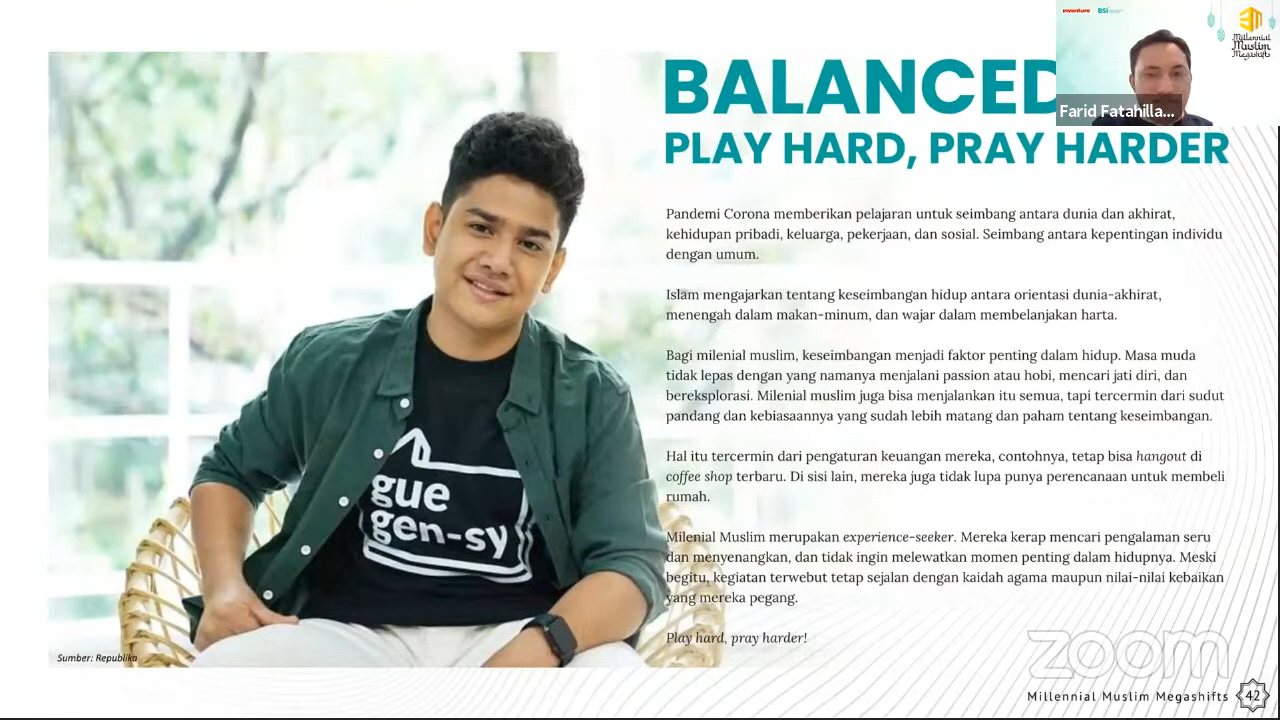 inventure
BSI
Millennial
Muslim
Megashifts
Farid Fatahilla...
BALANCED
PLAY HARD, PRAY HARDER
Pandemi Corona memberikan pelajaran untuk seimbang antara dunia dan akhirat,
kehidupan pribadi, keluarga, pekerjaan, dan sosial. Seimbang antara kepentingan individu
dengan umum.
Islam mengajarkan tentang keseimbangan hidup antara orientasi dunia-akhirat,
menengah dalam makan-minum, dan wajar dalam membelanjakan harta.
Bagi milenial muslim, keseimbangan menjadi faktor penting dalam hidup. Masa muda
tidak lepas dengan yang namanya menjalani passion atau hobi, mencari jati diri, dan
bereksplorasi. Milenial muslim juga bisa menjalankan itu semua, tapi tercermin dari sudut
pandang dan kebiasaannya yang sudah lebih matang dan paham tentang keseimbangan.
Hal itu tercermin dari pengaturan keuangan mereka, contohnya, tetap bisa hangout di
coffee shop terbaru. Di sisi lain, mereka juga tidak lupa punya perencanaan untuk membeli
rumah.
Milenial Muslim merupakan experience-seeker. Mereka kerap mencari pengalaman seru
dan menyenangkan, dan tidak ingin melewatkan momen penting dalam hidupnya. Meski
begitu, kegiatan terwebut tetap sejalan dengan kaidah agama maupun nilai-nilai kebaikan
yang mereka pegang.
Play hard, pray harder!
gue
gen-sy
Sumber: Republika
zoom
Millennial Muslim Megashifts
42